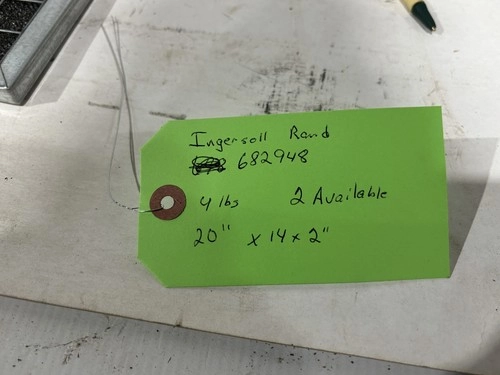 Ingersoll Rand
682948
4 lbs 2 Available
20" x 14 x 2"